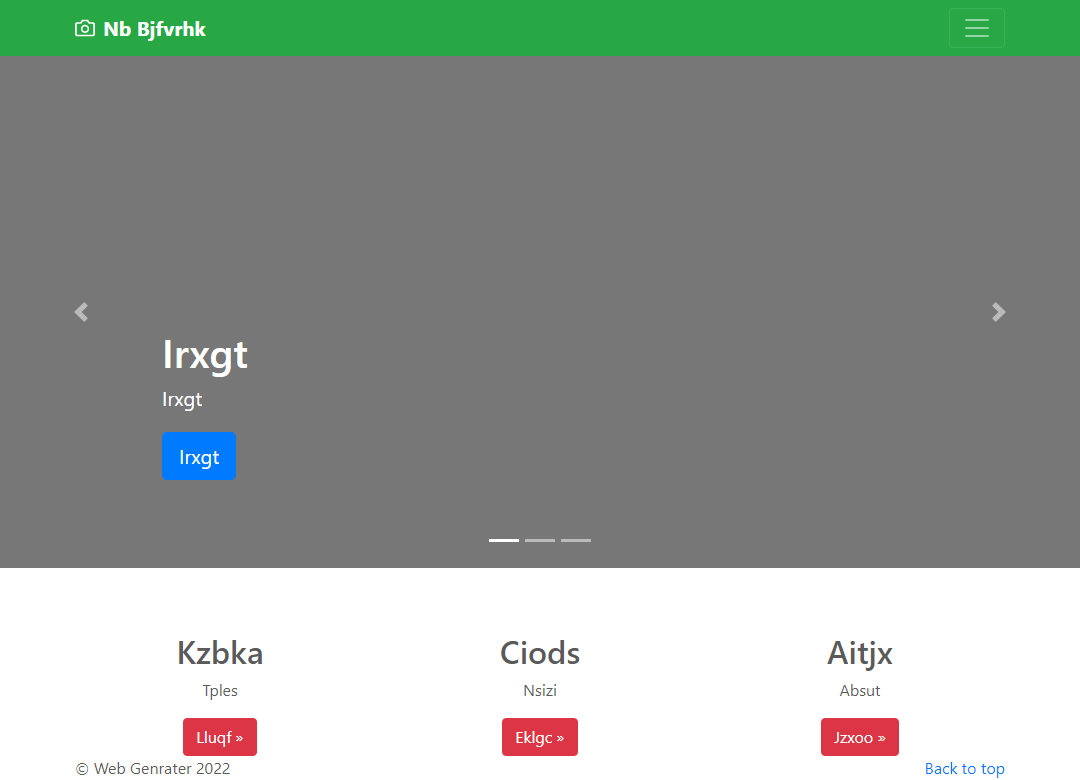 Nb Bjfvrhk
Irxgt
Irxgt
Irxgt
Kzbka
Tples
Lluqf »
Ciods
Nsizi
Eklgc »
Aitjx
Absut
Jzxoo »
© Web Genrater 2022
Back to top